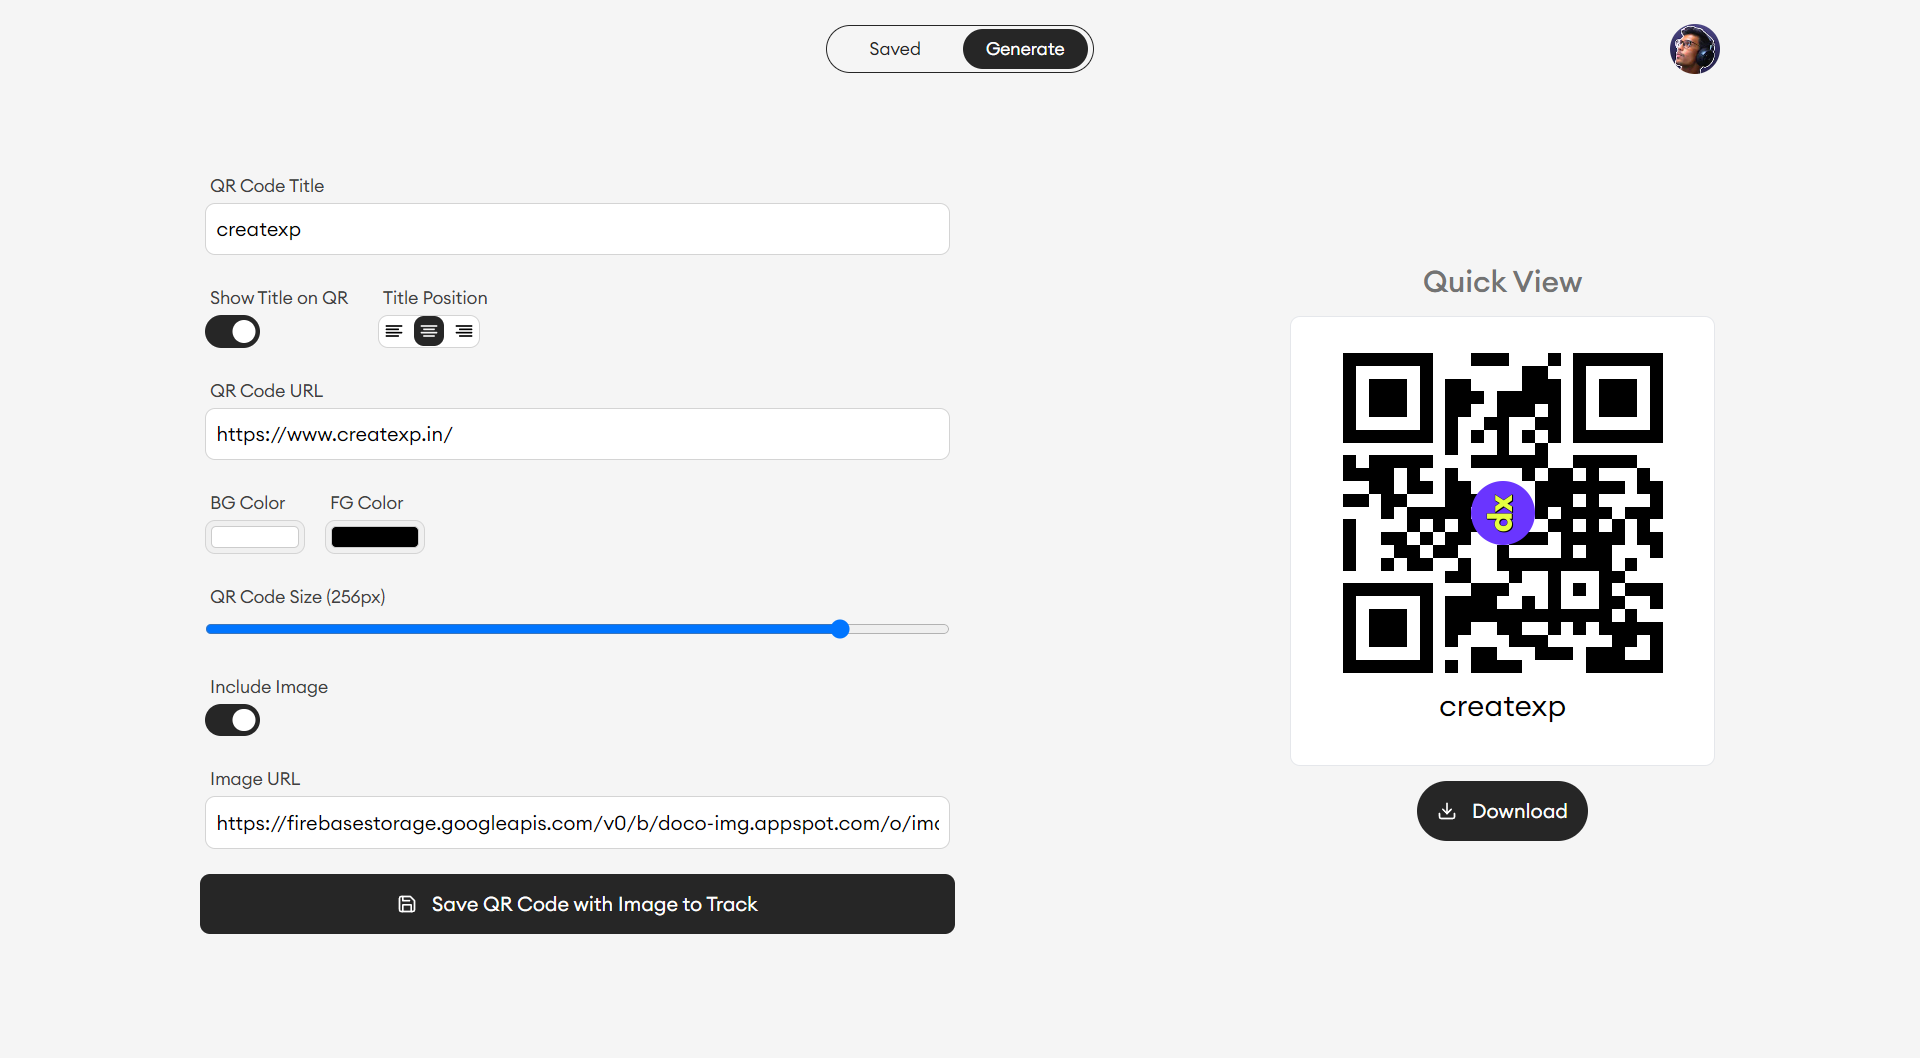 Saved Generate
QR Code Title
createxp
Show Title on QR Title Position
QR Code URL
https://www.createxp.in/
BG Color FG Color
QR Code Size (256px)
Include Image
Image URL
https://firebasestorage.googleapis.com/v0/b/doco-img.appspot.com/o/
Save QR Code with Image to Track
Quick View
xp
createxp
Download